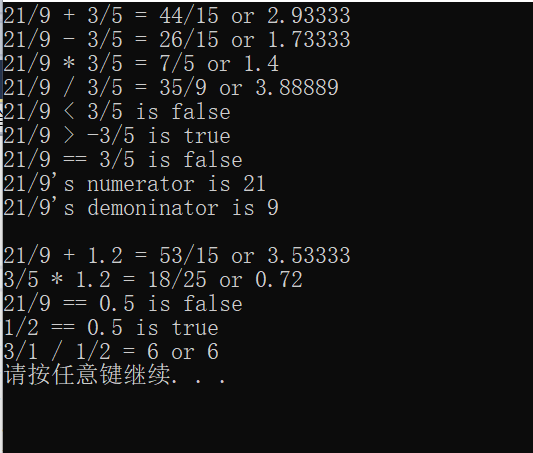 21/9 + 3/5 = 44/15 or 2.93333
21/9 - 3/5 = 26/15 or 1.73333
21/9 * 3/5 = 7/5 or 1.4
21/9 / 3/5 = 35/9 or 3.88889
21/9 < 3/5 is false
21/9 > -3/5 is true
21/9 == 3/5 is false
21/9's numerator is 21
21/9's demoninator is 9
21/9 + 1.2 = 53/15 or 3.53333
3/5 * 1.2 = 18/25 or 0.72
21/9 == 0.5 is false
1/2 == 0.5 is true
3/1 / 1/2 = 6 or 6
请按任意键继续. . .